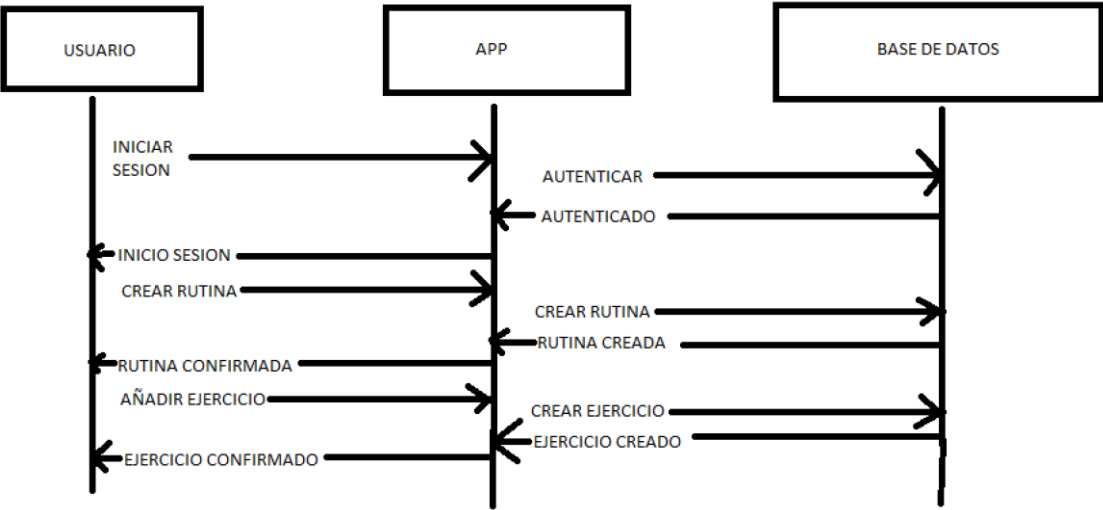 USUARIO
APP
BASE DE DATOS
INICIAR
SESION
AUTENTICAR
AUTENTICADO
INICIO SESION
CREAR RUTINA
CREAR RUTINA
RUTINA CREADA
RUTINA CONFIRMADA
AÑADIR EJERCICIO
CREAR EJERCICIO
EJERCICIO CREADO
EJERCICIO CONFIRMADO